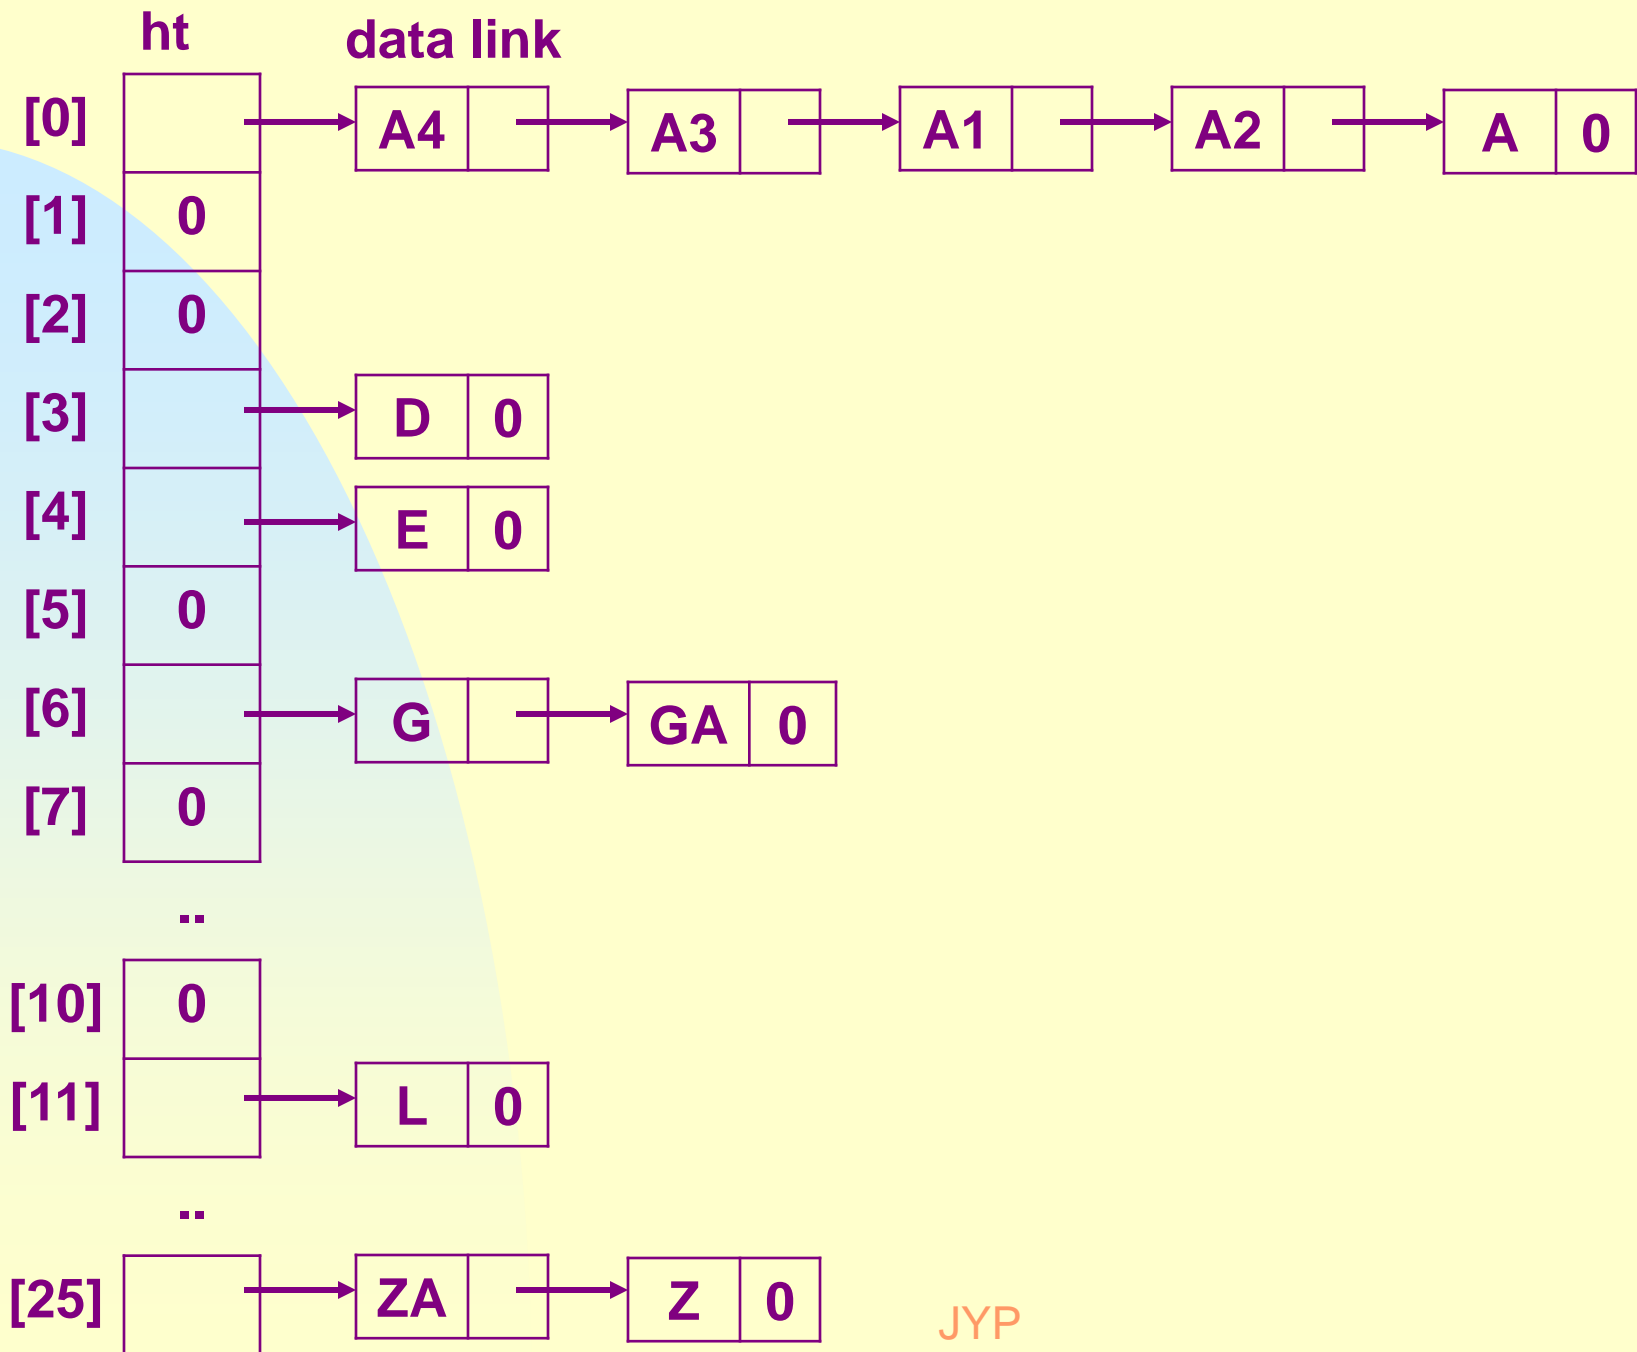 ht data link
[0] A4 A3 A1 A2 A 0
[1] 0
[2] 0
[3] D 0
[4] E 0
[5] 0
[6] G GA 0
[7] 0
..
[10] 0
[11] L 0
..
[25] ZA Z 0
JYP